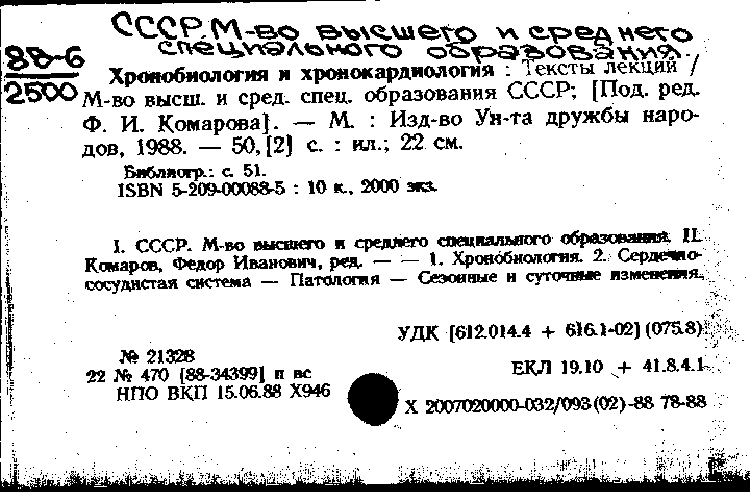 СССР. М-во высшего и среднего
специального образования.
88-6
2500
Хронобиология и хронокардиология : Тексты лекций /
М-во высш. и сред. спец. образования СССР; [Под. ред.
Ф. И. Комарова]. — М. : Изд-во Ун-та дружбы наро-
дов, 1988. — 50, [2] с. : ил.; 22 см.
Библиогр.: с. 51.
ISBN 5-209-00088-5 : 10 к., 2000 экз.
I. СССР. М-во высшего и среднего специального образования. II.
Комаров, Федор Иванович, ред. — — 1. Хронобиология. 2. Сердечно-
сосудистая система — Патология — Сезонные и суточные изменения.
УДК [612.014.4 + 616.1-02] (075.8)
№ 21328
22 № 470 [88-34399] п вс
НПО ВКП 15.06.88 Х946
ЕКЛ 19.10 + 41.8.4.1
Х 2007020000-032/093(02)-88 78-88